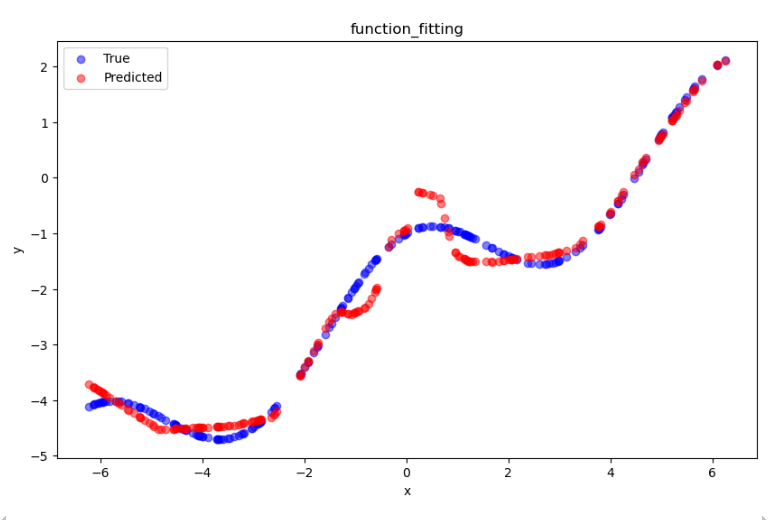 function_fitting
True
Predicted
2
1
0
−1
−2
−3
−4
−5
y
−6 −4 −2 0 2 4 6
x